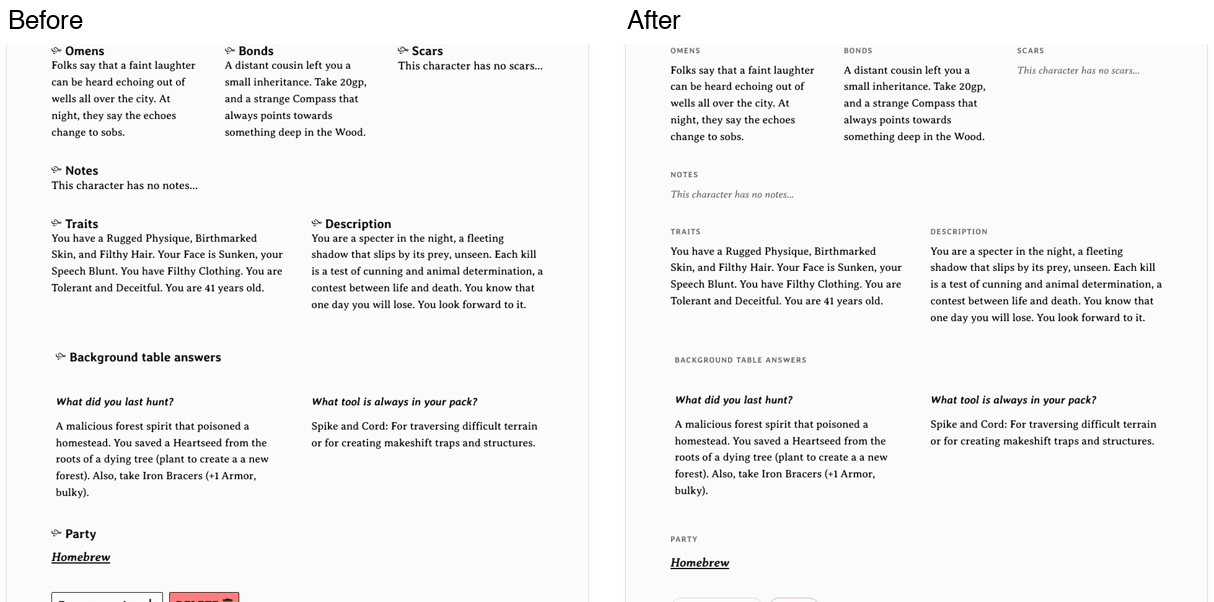 Before
Omens
Folks say that a faint laughter
can be heard echoing out of
wells all over the city. At
night, they say the echoes
change to sobs.
Bonds
A distant cousin left you a
small inheritance. Take 20gp,
and a strange Compass that
always points towards
something deep in the Wood.
Scars
This character has no scars...
Notes
This character has no notes...
Traits
You have a Rugged Physique, Birthmarked
Skin, and Filthy Hair. Your Face is Sunken, your
Speech Blunt. You have Filthy Clothing. You are
Tolerant and Deceitful. You are 41 years old.
Description
You are a specter in the night, a fleeting
shadow that slips by its prey, unseen. Each kill
is a test of cunning and animal determination, a
contest between life and death. You know that
one day you will lose. You look forward to it.
Background table answers
What did you last hunt?
A malicious forest spirit that poisoned a
homestead. You saved a Heartseed from the
roots of a dying tree (plant to create a a new
forest). Also, take Iron Bracers (+1 Armor,
bulky).
What tool is always in your pack?
Spike and Cord: For traversing difficult terrain
or for creating makeshift traps and structures.
Party
Homebrew
After
OMENS
Folks say that a faint laughter
can be heard echoing out of
wells all over the city. At
night, they say the echoes
change to sobs.
BONDS
A distant cousin left you a
small inheritance. Take 20gp,
and a strange Compass that
always points towards
something deep in the Wood.
SCARS
This character has no scars...
NOTES
This character has no notes...
TRAITS
You have a Rugged Physique, Birthmarked
Skin, and Filthy Hair. Your Face is Sunken, your
Speech Blunt. You have Filthy Clothing. You are
Tolerant and Deceitful. You are 41 years old.
DESCRIPTION
You are a specter in the night, a fleeting
shadow that slips by its prey, unseen. Each kill
is a test of cunning and animal determination, a
contest between life and death. You know that
one day you will lose. You look forward to it.
BACKGROUND TABLE ANSWERS
What did you last hunt?
A malicious forest spirit that poisoned a
homestead. You saved a Heartseed from the
roots of a dying tree (plant to create a a new
forest). Also, take Iron Bracers (+1 Armor,
bulky).
What tool is always in your pack?
Spike and Cord: For traversing difficult terrain
or for creating makeshift traps and structures.
PARTY
Homebrew